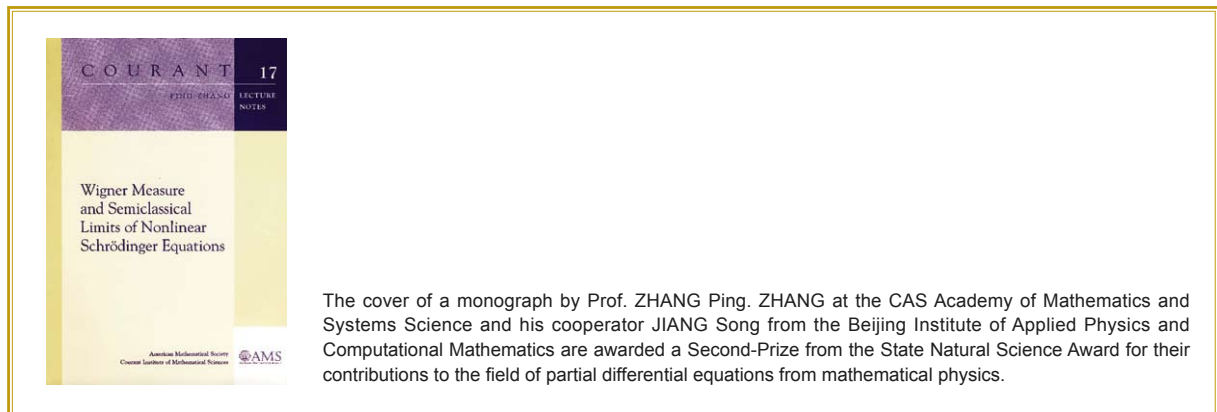 COURANT 17
PING ZHANG LECTURE
NOTES
Wigner Measure
and Semiclassical
Limits of Nonlinear
Schrödinger Equations
American Mathematical Society
Courant Institute of Mathematical Sciences
AMS
The cover of a monograph by Prof. ZHANG Ping. ZHANG at the CAS Academy of Mathematics and
Systems Science and his cooperator JIANG Song from the Beijing Institute of Applied Physics and
Computational Mathematics are awarded a Second-Prize from the State Natural Science Award for their
contributions to the field of partial differential equations from mathematical physics.